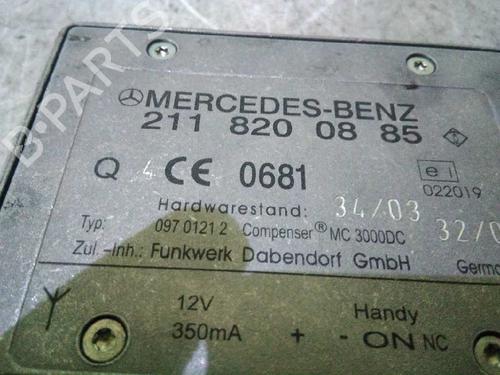 B-PARTS
MERCEDES-BENZ
211 820 08 85
Q 4 CE 0681 e1
022019
Hardwarestand: 34/03 32/0
Typ: 097 0121 2 Compenser® MC 3000DC
Zul.-Inh.: Funkwerk Dabendorf GmbH Germa
12V Handy
350mA + - ON NC